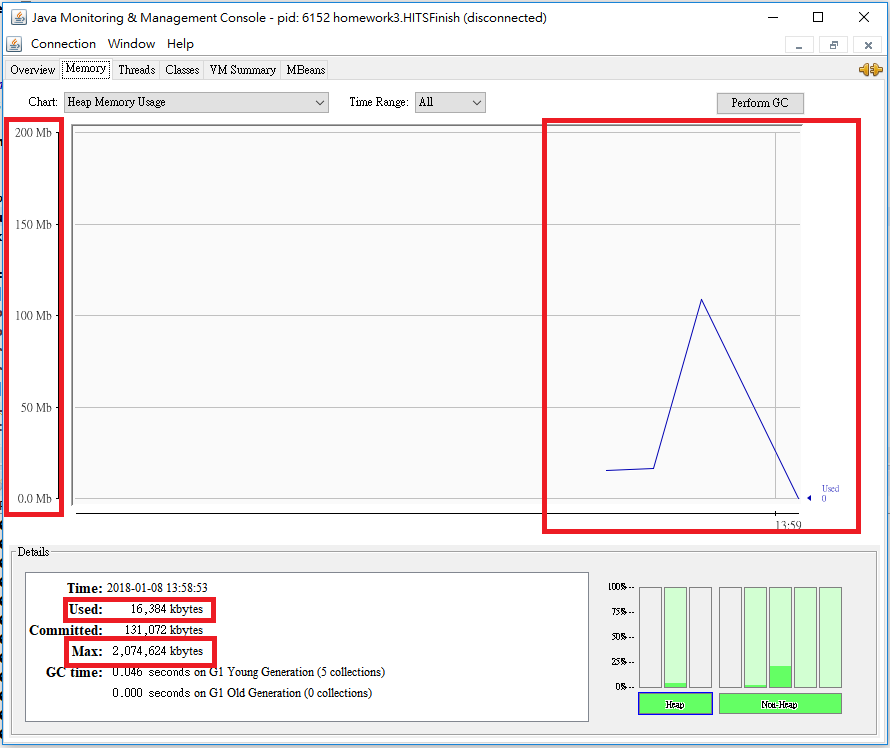 Java Monitoring & Management Console - pid: 6152 homework3.HITSFinish (disconnected)
Connection Window Help
Overview Memory Threads Classes VM Summary MBeans
Chart: Heap Memory Usage Time Range: All Perform GC
200 Mb
150 Mb
100 Mb
50 Mb
0.0 Mb
Used
0
13:59
Details
Time: 2018-01-08 13:58:53
Used: 16,384 kbytes
Committed: 131,072 kbytes
Max: 2,074,624 kbytes
GC time: 0.046 seconds on G1 Young Generation (5 collections)
0.000 seconds on G1 Old Generation (0 collections)
100% --
75% --
50% --
25% --
0% --
Heap Non-Heap